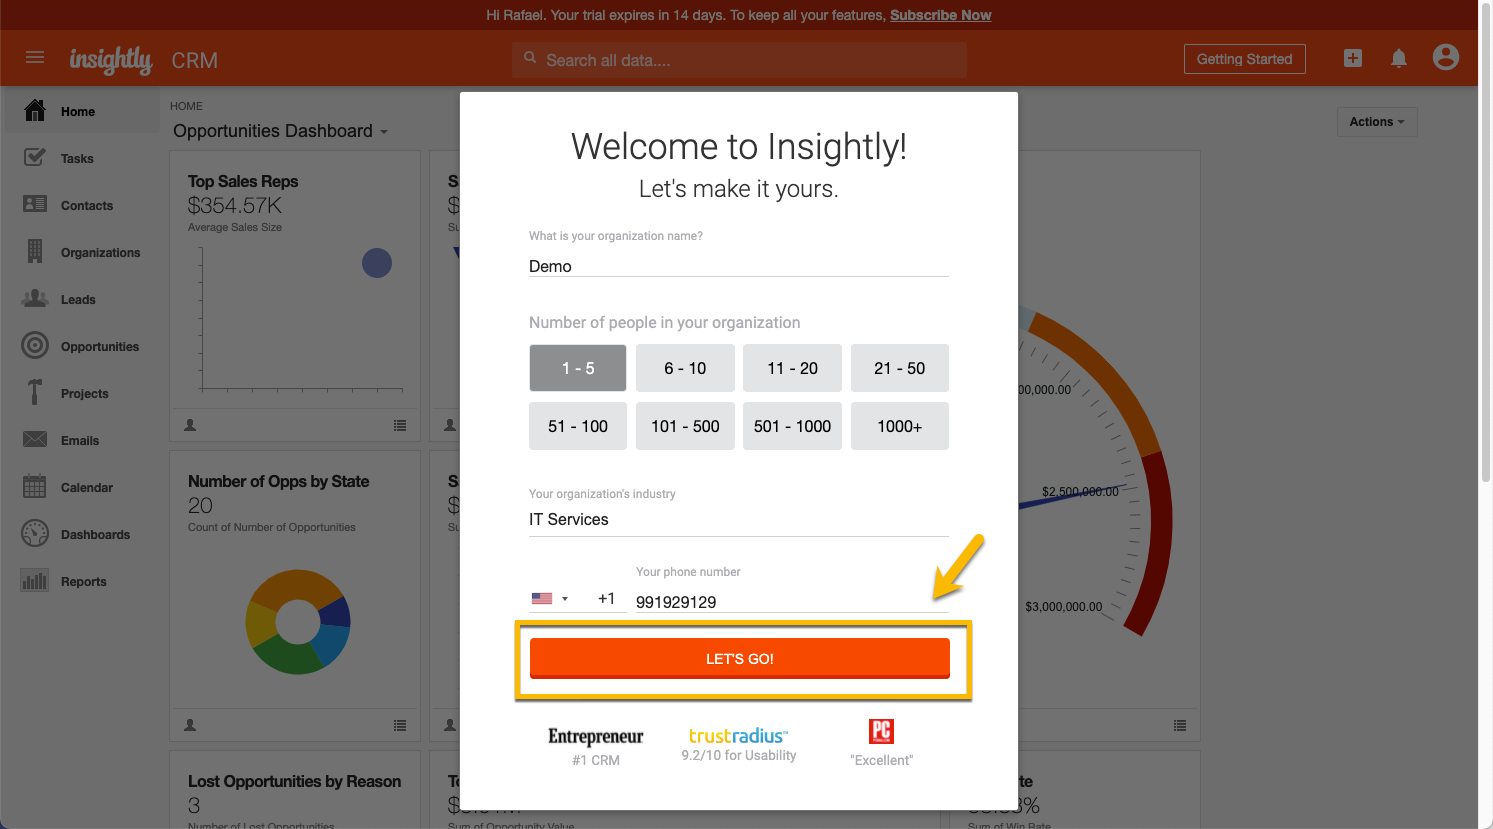 Hi Rafael. Your trial expires in 14 days. To keep all your features, Subscribe Now
insightly CRM
Search all data....
Getting Started
Home
Tasks
Contacts
Organizations
Leads
Opportunities
Projects
Emails
Calendar
Dashboards
Reports
HOME
Opportunities Dashboard
Actions
Top Sales Reps
$354.57K
Average Sales Size
Number of Opps by State
20
Count of Number of Opportunities
Lost Opportunities by Reason
3
Number of Lost Opportunities
Sum of Opportunity Value
$2,500,000.00
$3,000,000.00
Sum of Win Rate
Welcome to Insightly!
Let's make it yours.
What is your organization name?
Demo
Number of people in your organization
1 - 5
6 - 10
11 - 20
21 - 50
51 - 100
101 - 500
501 - 1000
1000+
Your organization's industry
IT Services
Your phone number
+1
991929129
LET'S GO!
Entrepreneur
#1 CRM
trustradius™
9.2/10 for Usability
PC
"Excellent"